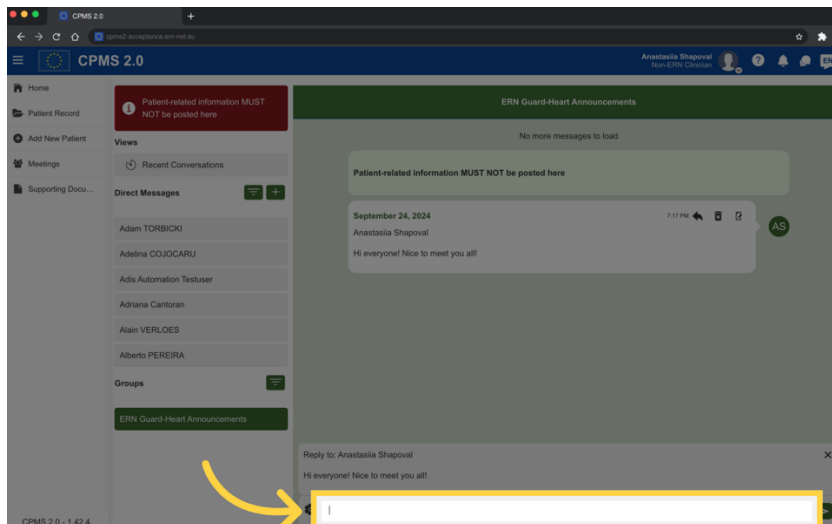 CPMS 2.0
cpms2-acceptance.ern-net.eu
CPMS 2.0
Anastasiia Shapoval
Non-ERN Clinician
EN
Home
Patient Record
Add New Patient
Meetings
Supporting Docu...
Patient-related information MUST
NOT be posted here
Views
Recent Conversations
Direct Messages
Adam TORBICKI
Adelina COJOCARU
Adis Automation Testuser
Adriana Cantoran
Alain VERLOES
Alberto PEREIRA
Groups
ERN Guard-Heart Announcements
ERN Guard-Heart Announcements
No more messages to load
Patient-related information MUST NOT be posted here
September 24, 2024
7:17 PM
Anastasiia Shapoval
AS
Hi everyone! Nice to meet you all!
Reply to: Anastasiia Shapoval
Hi everyone! Nice to meet you all!
CPMS 2.0 - 1.42.4